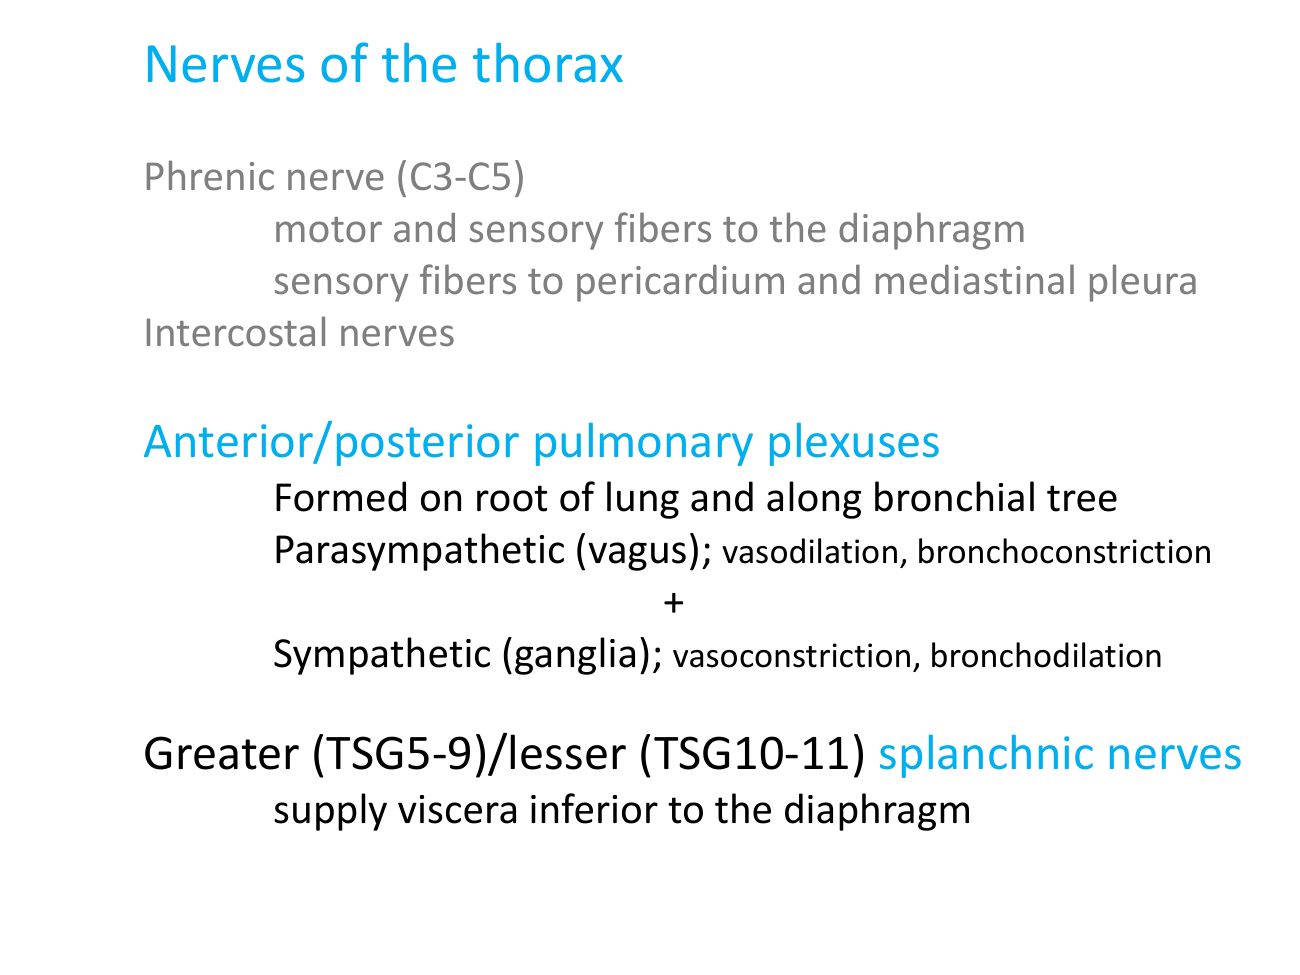 Nerves of the thorax
Phrenic nerve (C3-C5)
motor and sensory fibers to the diaphragm
sensory fibers to pericardium and mediastinal pleura
Intercostal nerves
Anterior/posterior pulmonary plexuses
Formed on root of lung and along bronchial tree
Parasympathetic (vagus); vasodilation, bronchoconstriction
+
Sympathetic (ganglia); vasoconstriction, bronchodilation
Greater (TSG5-9)/lesser (TSG10-11) splanchnic nerves
supply viscera inferior to the diaphragm